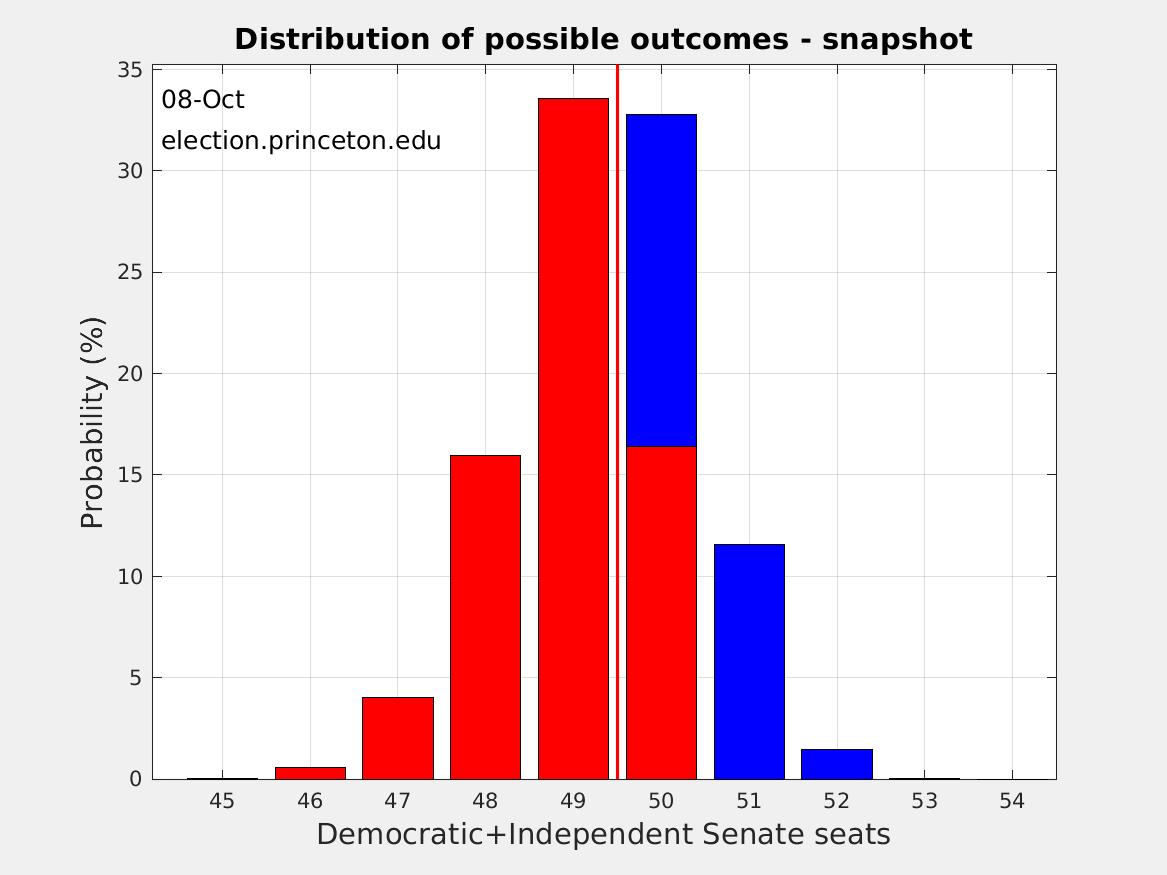 Distribution of possible outcomes - snapshot
08-Oct
election.princeton.edu
Probability (%)
35
30
25
20
15
10
5
0
45 46 47 48 49 50 51 52 53 54
Democratic+Independent Senate seats